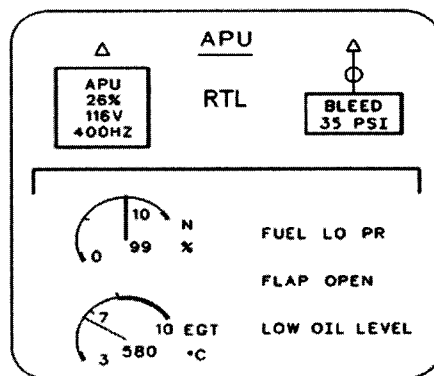 APU
APU
26%
116V
400HZ
RTL
BLEED
35 PSI
10
N
0
99
%
FUEL LO PR
FLAP OPEN
7
10
EGT
3
580
°C
LOW OIL LEVEL